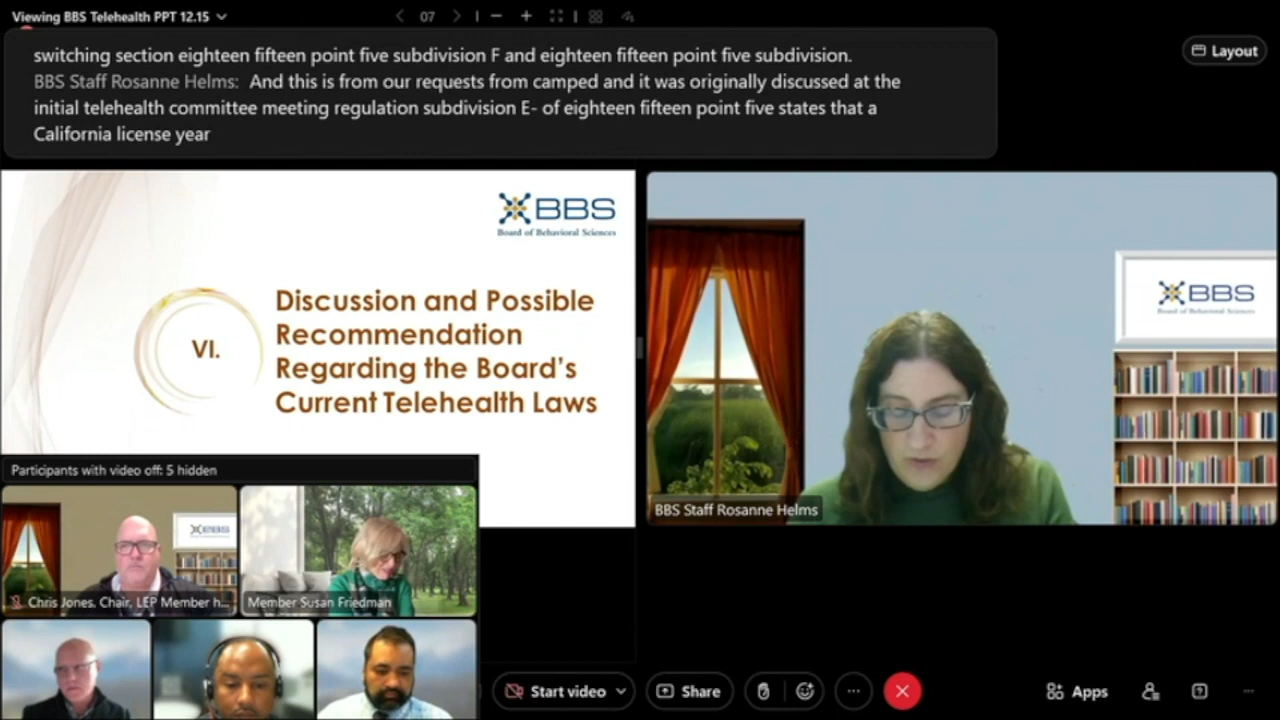 Viewing BBS Telehealth PPT 12.15
07
switching section eighteen fifteen point five subdivision F and eighteen fifteen point five subdivision.
BBS Staff Rosanne Helms: And this is from our requests from camped and it was originally discussed at the
initial telehealth committee meeting regulation subdivision E- of eighteen fifteen point five states that a
California license year
Layout
BBS
Board of Behavioral Sciences
VI.
Discussion and Possible
Recommendation
Regarding the Board's
Current Telehealth Laws
BBS
Board of Behavioral Sciences
BBS Staff Rosanne Helms
Participants with video off: 5 hidden
BBS
Chris Jones, Chair, LEP Member h...
Member Susan Friedman
Start video
Share
Apps